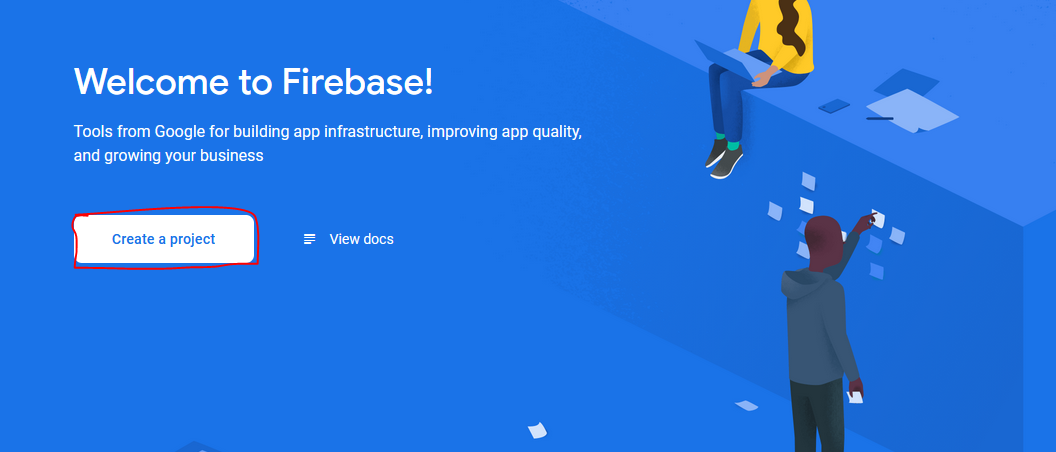 Welcome to Firebase!
Tools from Google for building app infrastructure, improving app quality,
and growing your business
Create a project
View docs